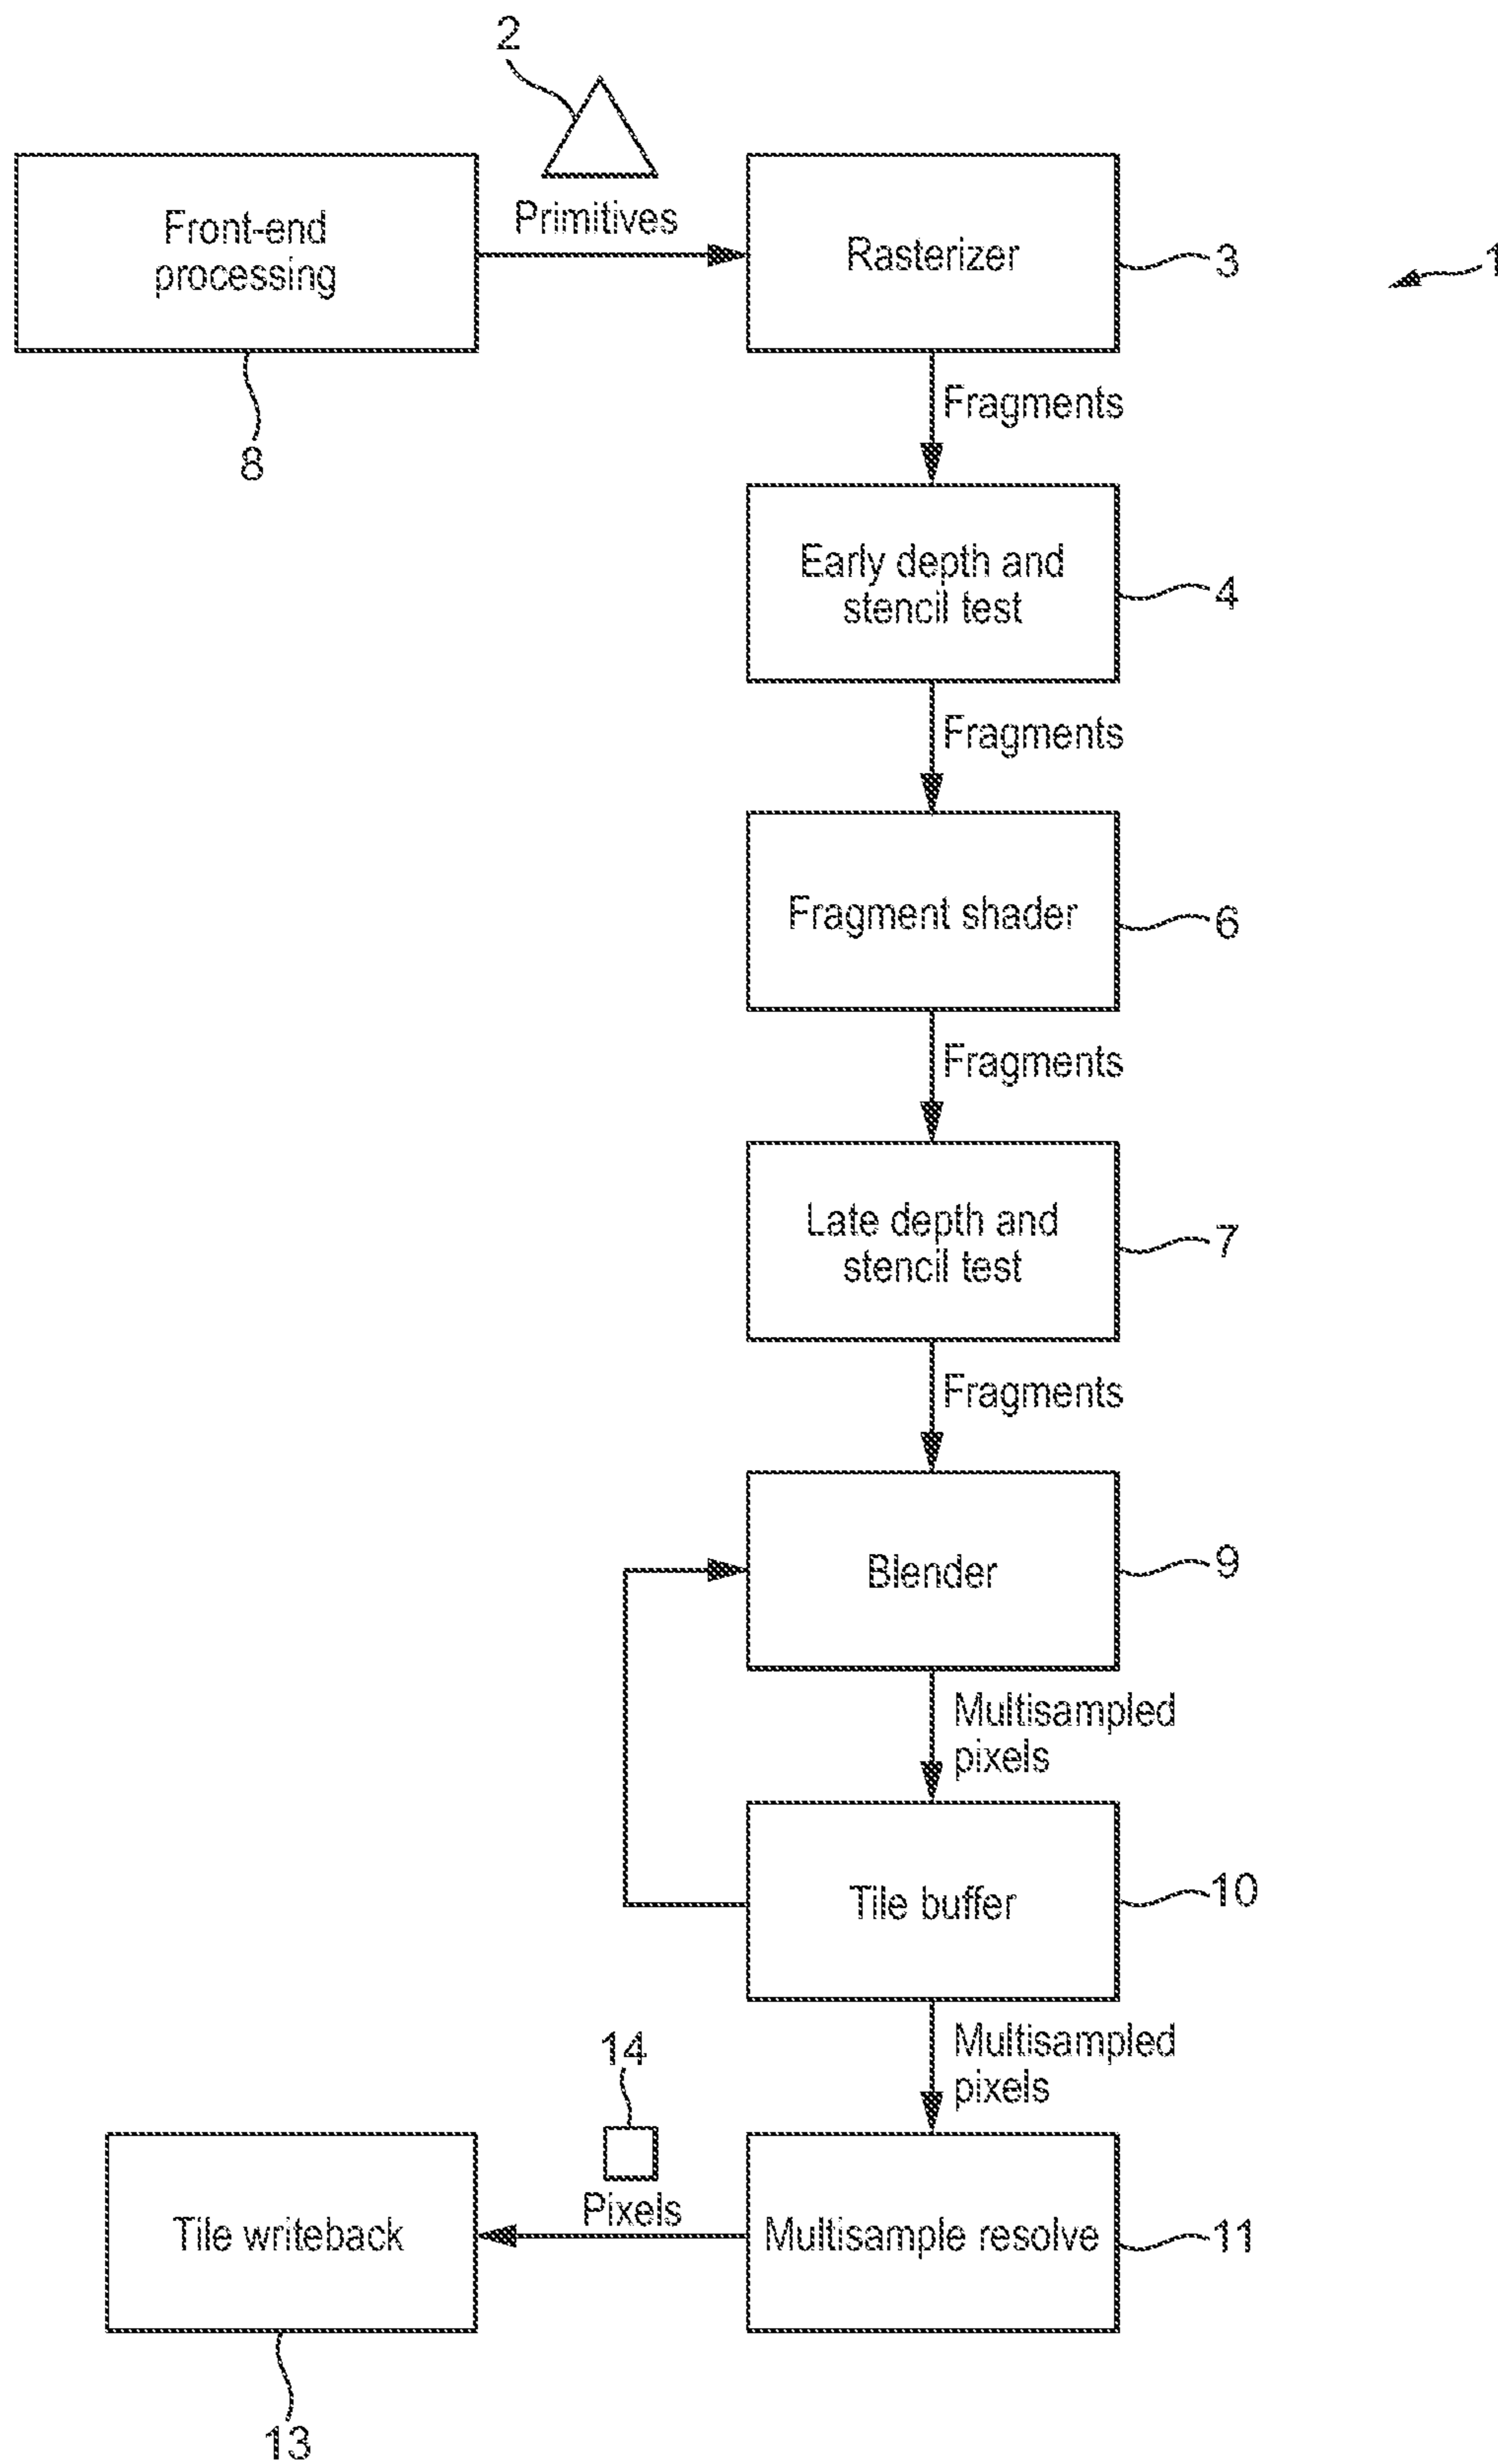 2
Front-end
processing
Primitives
Rasterizer
3
1
8
Fragments
Early depth and
stencil test
4
Fragments
Fragment shader
6
Fragments
Late depth and
stencil test
7
Fragments
Blender
9
Multisampled
pixels
Tile buffer
10
Multisampled
pixels
14
Pixels
Tile writeback
Multisample resolve
11
13